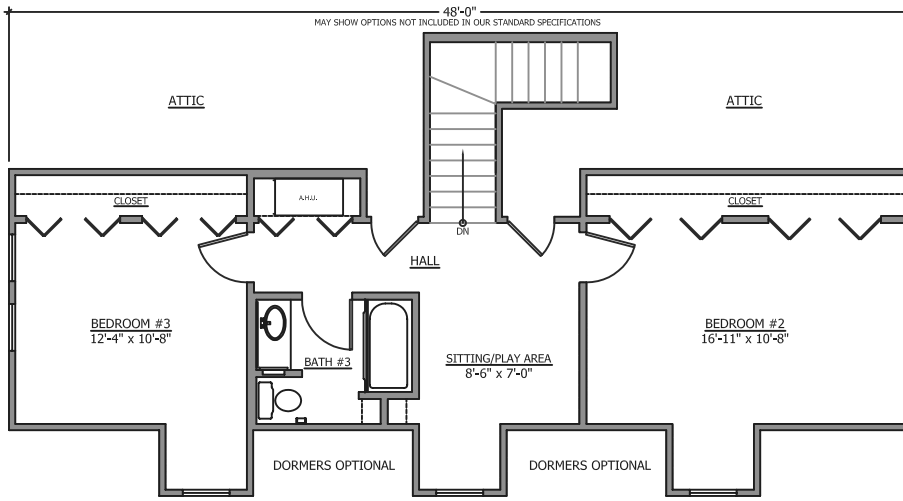 48'-0"
MAY SHOW OPTIONS NOT INCLUDED IN OUR STANDARD SPECIFICATIONS
ATTIC
ATTIC
CLOSET
A.H.U.
CLOSET
DN
HALL
BEDROOM #3
12'-4" x 10'-8"
BATH #3
SITTING/PLAY AREA
8'-6" x 7'-0"
BEDROOM #2
16'-11" x 10'-8"
DORMERS OPTIONAL
DORMERS OPTIONAL